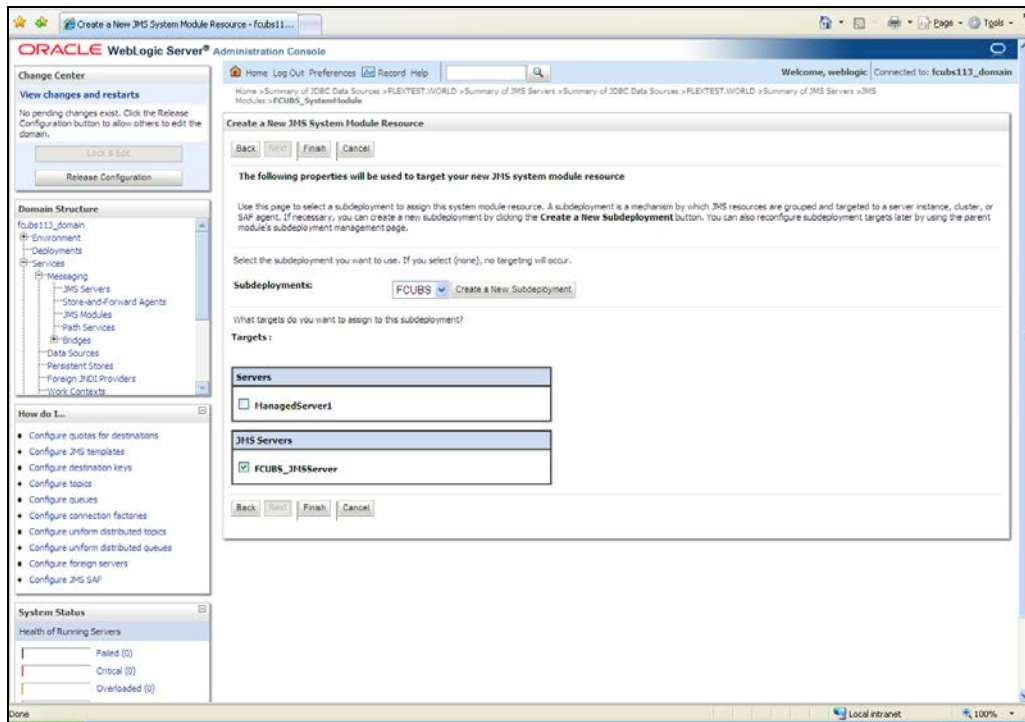 Create a New JMS System Module Resource - fcubs11...
Page
Tools
ORACLE WebLogic Server® Administration Console
Change Center
View changes and restarts
No pending changes exist. Click the Release
Configuration button to allow others to edit the
domain.
Lock & Edit
Release Configuration
Domain Structure
fcubs113_domain
Environment
Deployments
Services
Messaging
JMS Servers
Store-and-Forward Agents
JMS Modules
Path Services
Bridges
Data Sources
Persistent Stores
Foreign JNDI Providers
Work Contexts
How do I...
Configure quotas for destinations
Configure JMS templates
Configure destination keys
Configure topics
Configure queues
Configure connection factories
Configure uniform distributed topics
Configure uniform distributed queues
Configure foreign servers
Configure JMS SAF
System Status
Health of Running Servers
Failed (0)
Critical (0)
Overloaded (0)
Home Log Out Preferences Record Help
Welcome, weblogic Connected to: fcubs113_domain
Home >Summary of JDBC Data Sources >FLEXTEST.WORLD >Summary of JMS Servers >Summary of JDBC Data Sources >FLEXTEST.WORLD >Summary of JMS Servers >JMS
Modules >FCUBS_SystemModule
Create a New JMS System Module Resource
Back Next Finish Cancel
The following properties will be used to target your new JMS system module resource
Use this page to select a subdeployment to assign this system module resource. A subdeployment is a mechanism by which JMS resources are grouped and targeted to a server instance, cluster, or
SAF agent. If necessary, you can create a new subdeployment by clicking the Create a New Subdeployment button. You can also reconfigure subdeployment targets later by using the parent
module's subdeployment management page.
Select the subdeployment you want to use. If you select (none), no targeting will occur.
Subdeployments: FCUBS Create a New Subdeployment
What targets do you want to assign to this subdeployment?
Targets :
Servers
ManagedServer1
JMS Servers
FCUBS_JMSServer
Back Next Finish Cancel
Done
Local intranet
100%